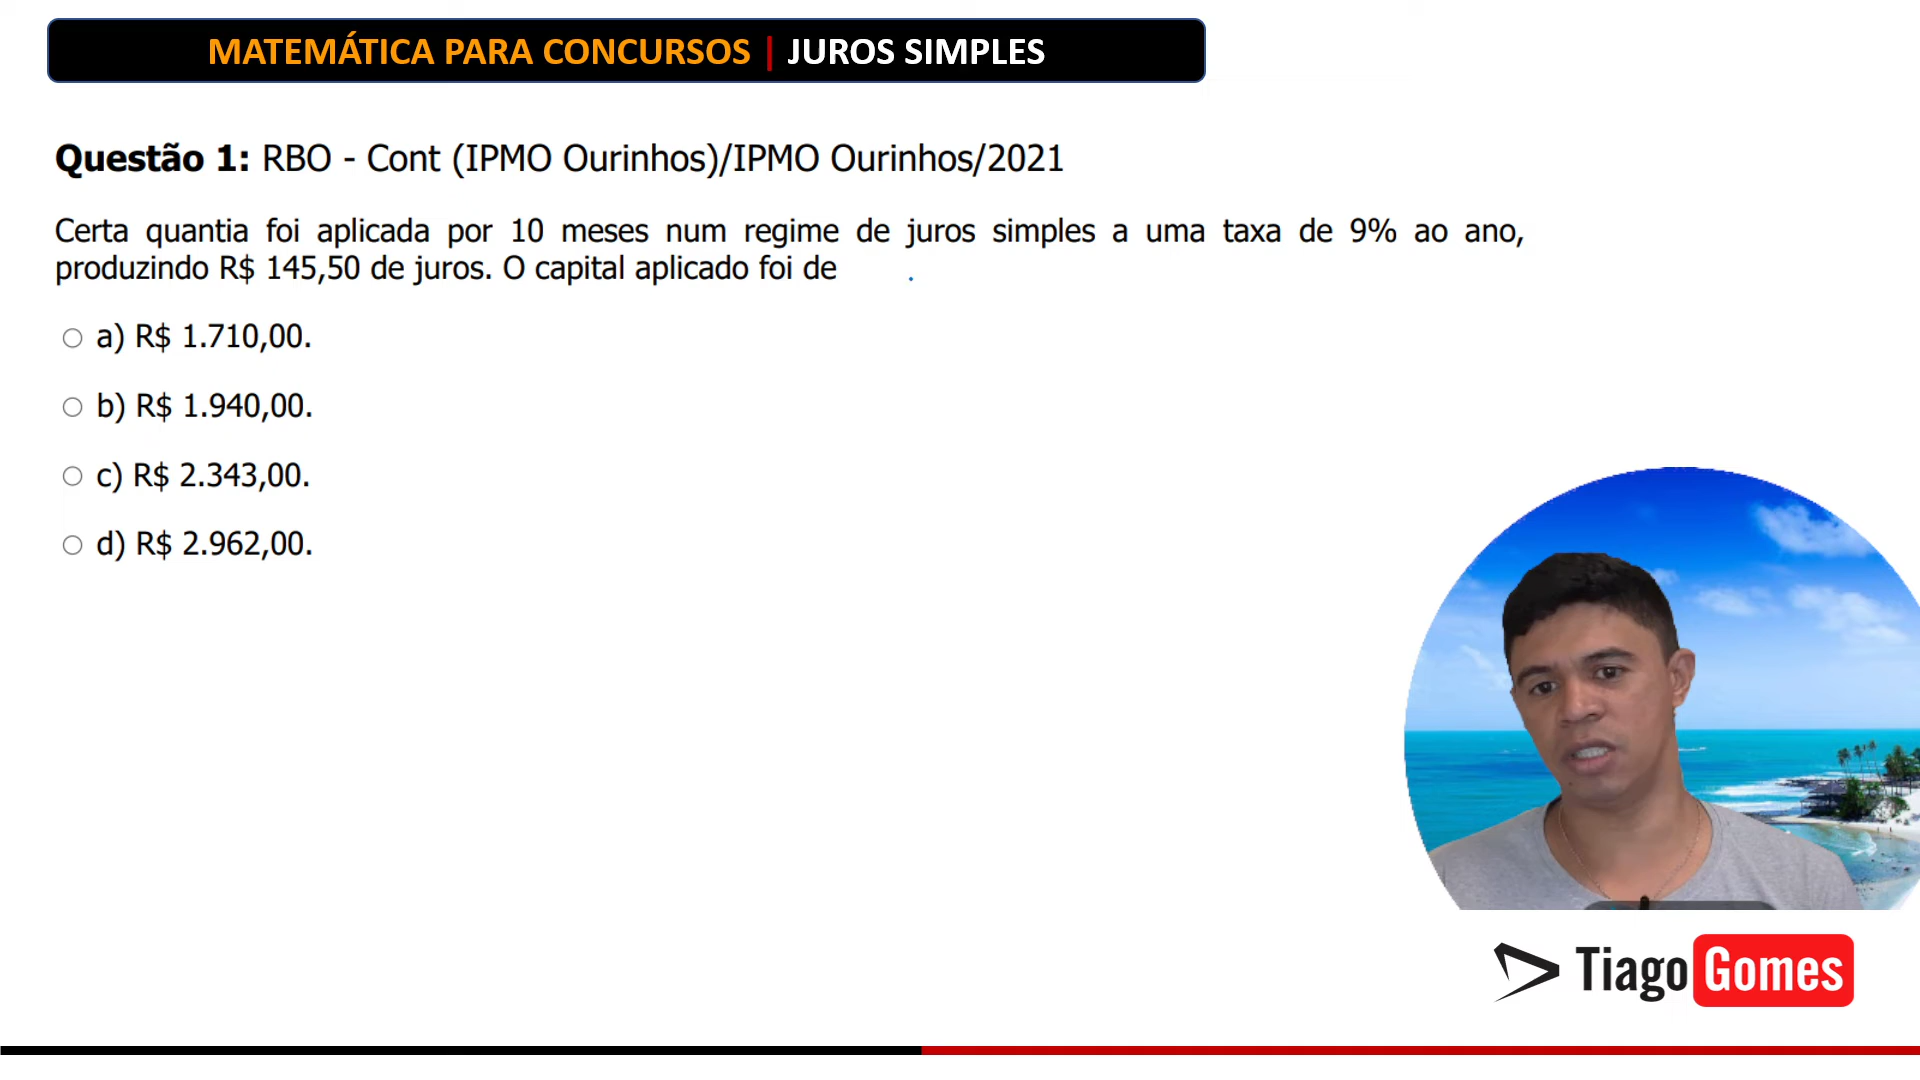 MATEMÁTICA PARA CONCURSOS | JUROS SIMPLES
Questão 1: RBO - Cont (IPMO Ourinhos)/IPMO Ourinhos/2021
Certa quantia foi aplicada por 10 meses num regime de juros simples a uma taxa de 9% ao ano,
produzindo R$ 145,50 de juros. O capital aplicado foi de
a) R$ 1.710,00.
b) R$ 1.940,00.
c) R$ 2.343,00.
d) R$ 2.962,00.
Tiago Gomes